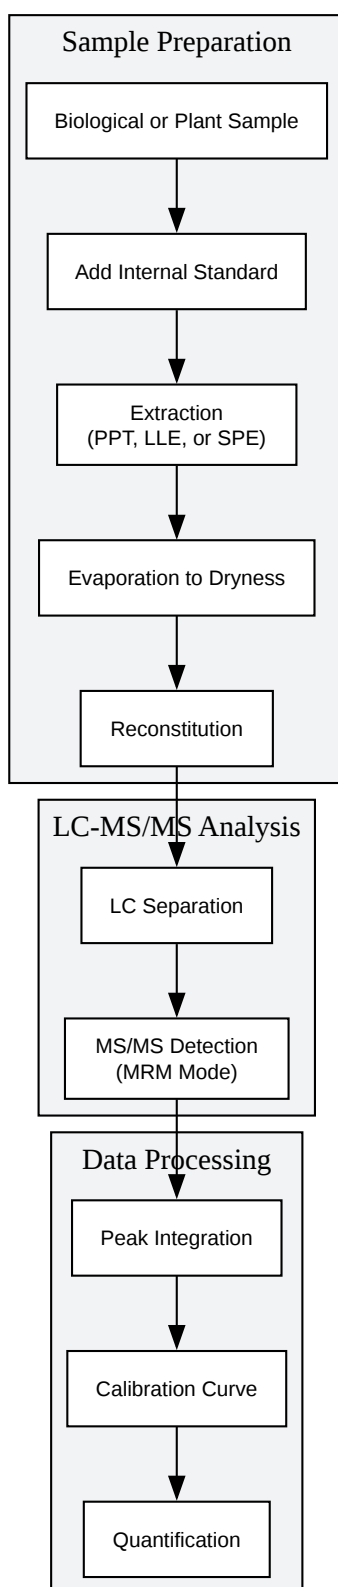 Sample Preparation
Biological or Plant Sample
Add Internal Standard
Extraction
(PPT, LLE, or SPE)
Evaporation to Dryness
Reconstitution
LC-MS/MS Analysis
LC Separation
MS/MS Detection
(MRM Mode)
Data Processing
Peak Integration
Calibration Curve
Quantification